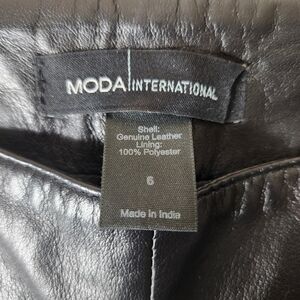 MODA INTERNATIONAL
Shell:
Genuine Leather
Lining:
100% Polyester
6
Made in India